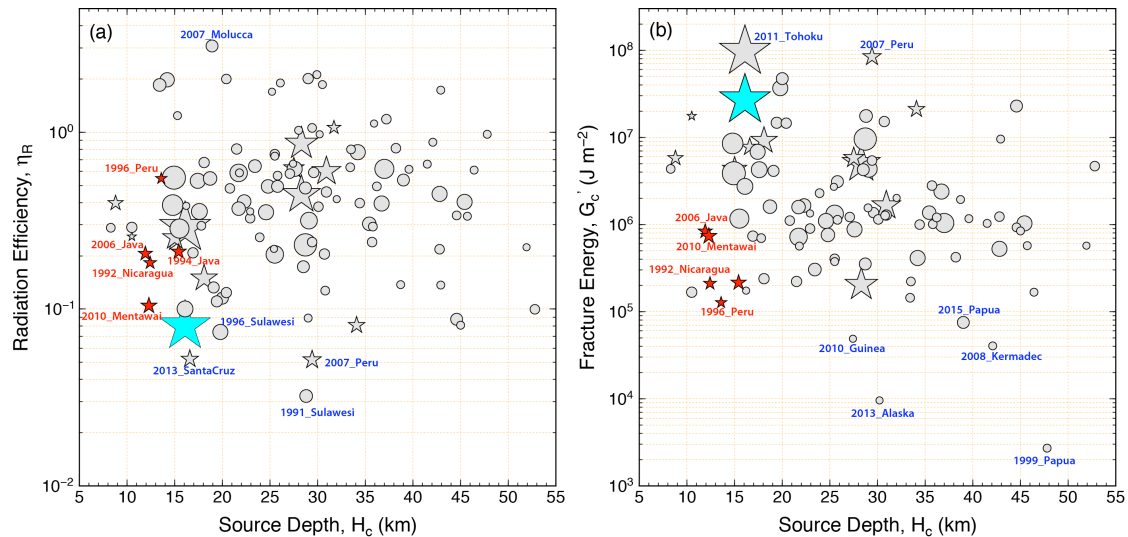 (a)
2007_Molucca
1996_Peru
2006_Java
1994_Java
1992_Nicaragua
2010_Mentawai
1996_Sulawesi
2013_SantaCruz
2007_Peru
1991_Sulawesi
10⁰
10⁻¹
10⁻²
Radiation Efficiency, ηR
5 10 15 20 25 30 35 40 45 50 55
Source Depth, Hc (km)
(b)
2011_Tohoku
2007_Peru
2006_Java
2010_Mentawai
1992_Nicaragua
1996_Peru
2015_Papua
2010_Guinea
2008_Kermadec
2013_Alaska
1999_Papua
10⁸
10⁷
10⁶
10⁵
10⁴
10³
Fracture Energy, Gc' (J m⁻²)
5 10 15 20 25 30 35 40 45 50 55
Source Depth, Hc (km)